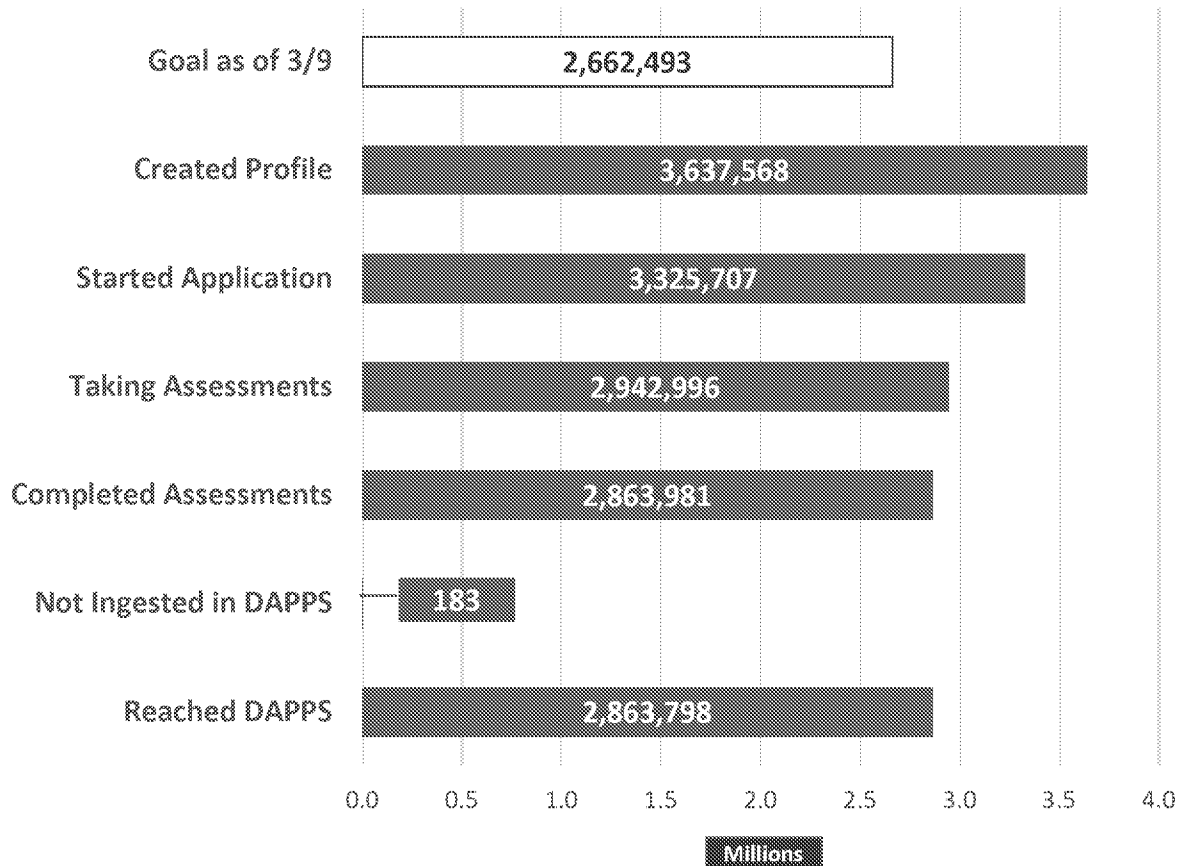 Goal as of 3/9 2,662,493
Created Profile 3,637,568
Started Application 3,325,707
Taking Assessments 2,942,996
Completed Assessments 2,863,981
Not Ingested in DAPPS 183
Reached DAPPS 2,863,798
0.0 0.5 1.0 1.5 2.0 2.5 3.0 3.5 4.0
Millions